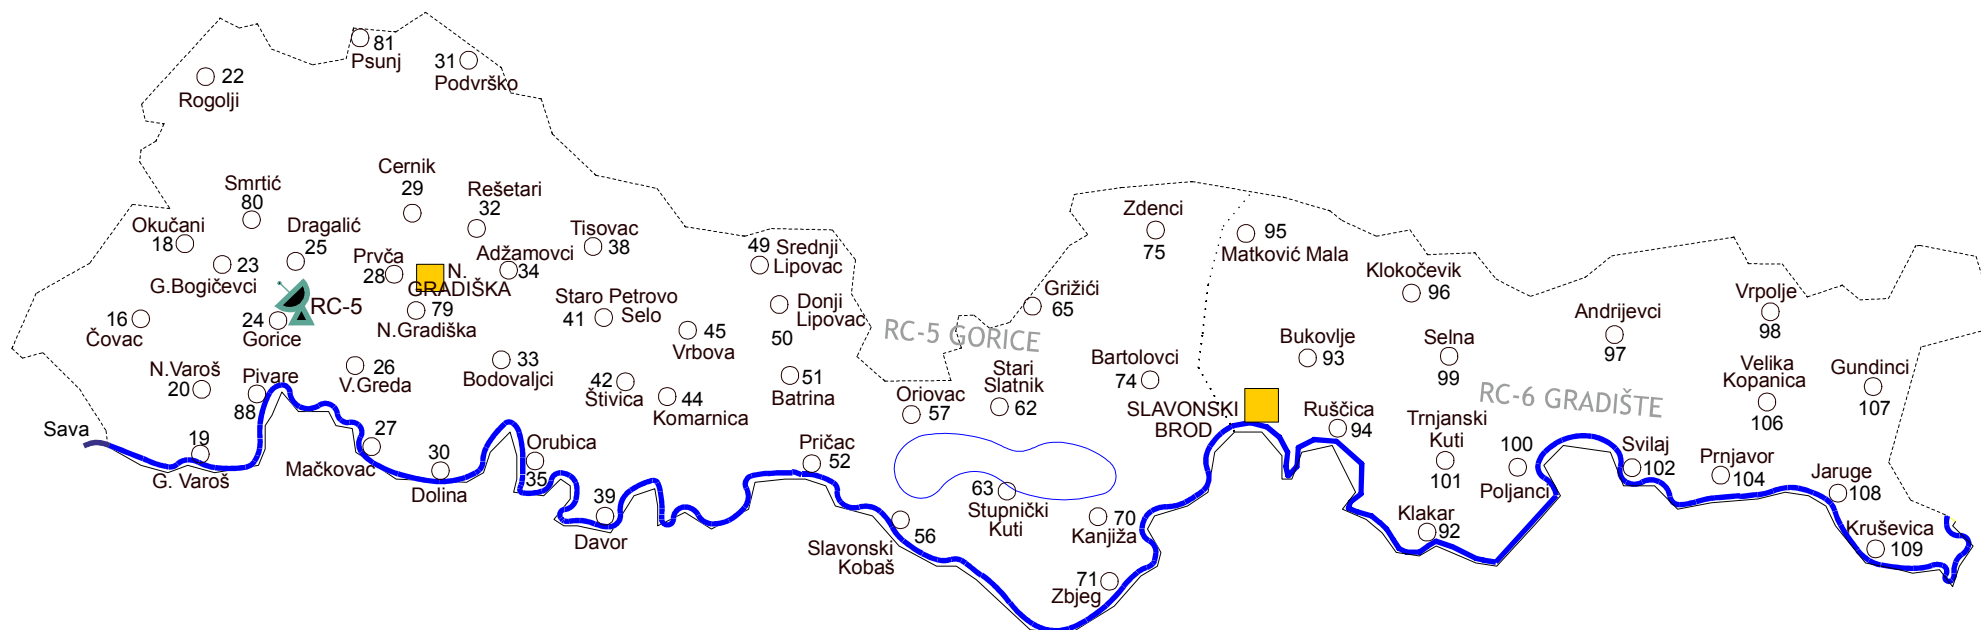 81
Psunj
31
Podvrško
22
Rogolji
Cernik
29
Smrtić
80
Rešetari
32
Okučani
18
Dragalić
25
Tisovac
38
23
G.Bogičevci
Prvča
28
Adžamovci
34
N.
GRADIŠKA
49
Srednji
Lipovac
Zdenci
75
95
Matković Mala
Klokočevik
96
RC-5
16
Čovac
24
Gorice
79
N.Gradiška
Staro Petrovo
Selo
41
45
Vrbova
Donji
Lipovac
50
RC-5 GORICE
Grižići
65
Bukovlje
93
Selna
99
Andrijevci
97
Vrpolje
98
N.Varoš
20
Pivare
88
26
V.Greda
33
Bodovaljci
42
Štivica
44
Komarnica
51
Batrina
Oriovac
57
Stari
Slatnik
62
Bartolovci
74
SLAVONSKI
BROD
Ruščica
94
RC-6 GRADIŠTE
Velika
Kopanica
106
Gundinci
107
Sava
19
G. Varoš
27
Mačkovac
30
Dolina
Orubica
35
39
Davor
Pričac
52
Slavonski
Kobaš
56
63
Stupnički
Kuti
70
Kanjiža
71
Zbjeg
Trnjanski
Kuti
101
100
Poljanci
Klakar
92
Svilaj
102
Prnjavor
104
Jaruge
108
Kruševica
109